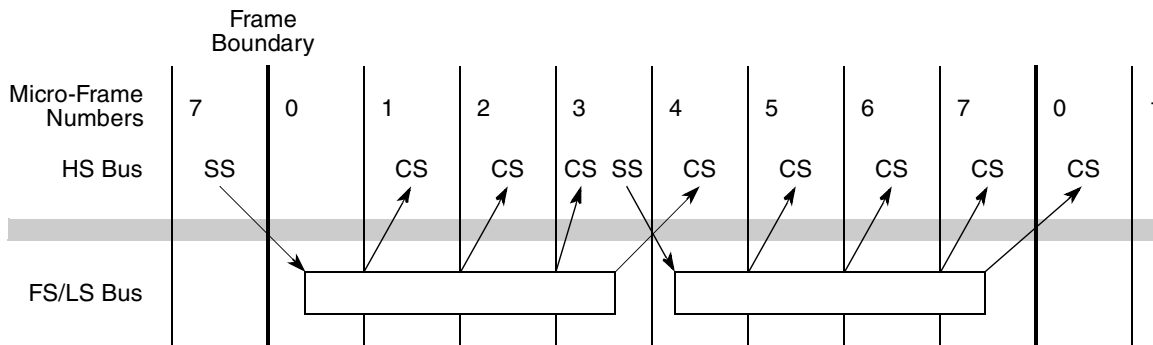 Frame
Boundary
Micro-Frame
Numbers
7 0 1 2 3 4 5 6 7 0
HS Bus
SS CS CS CS SS CS CS CS CS CS
FS/LS Bus